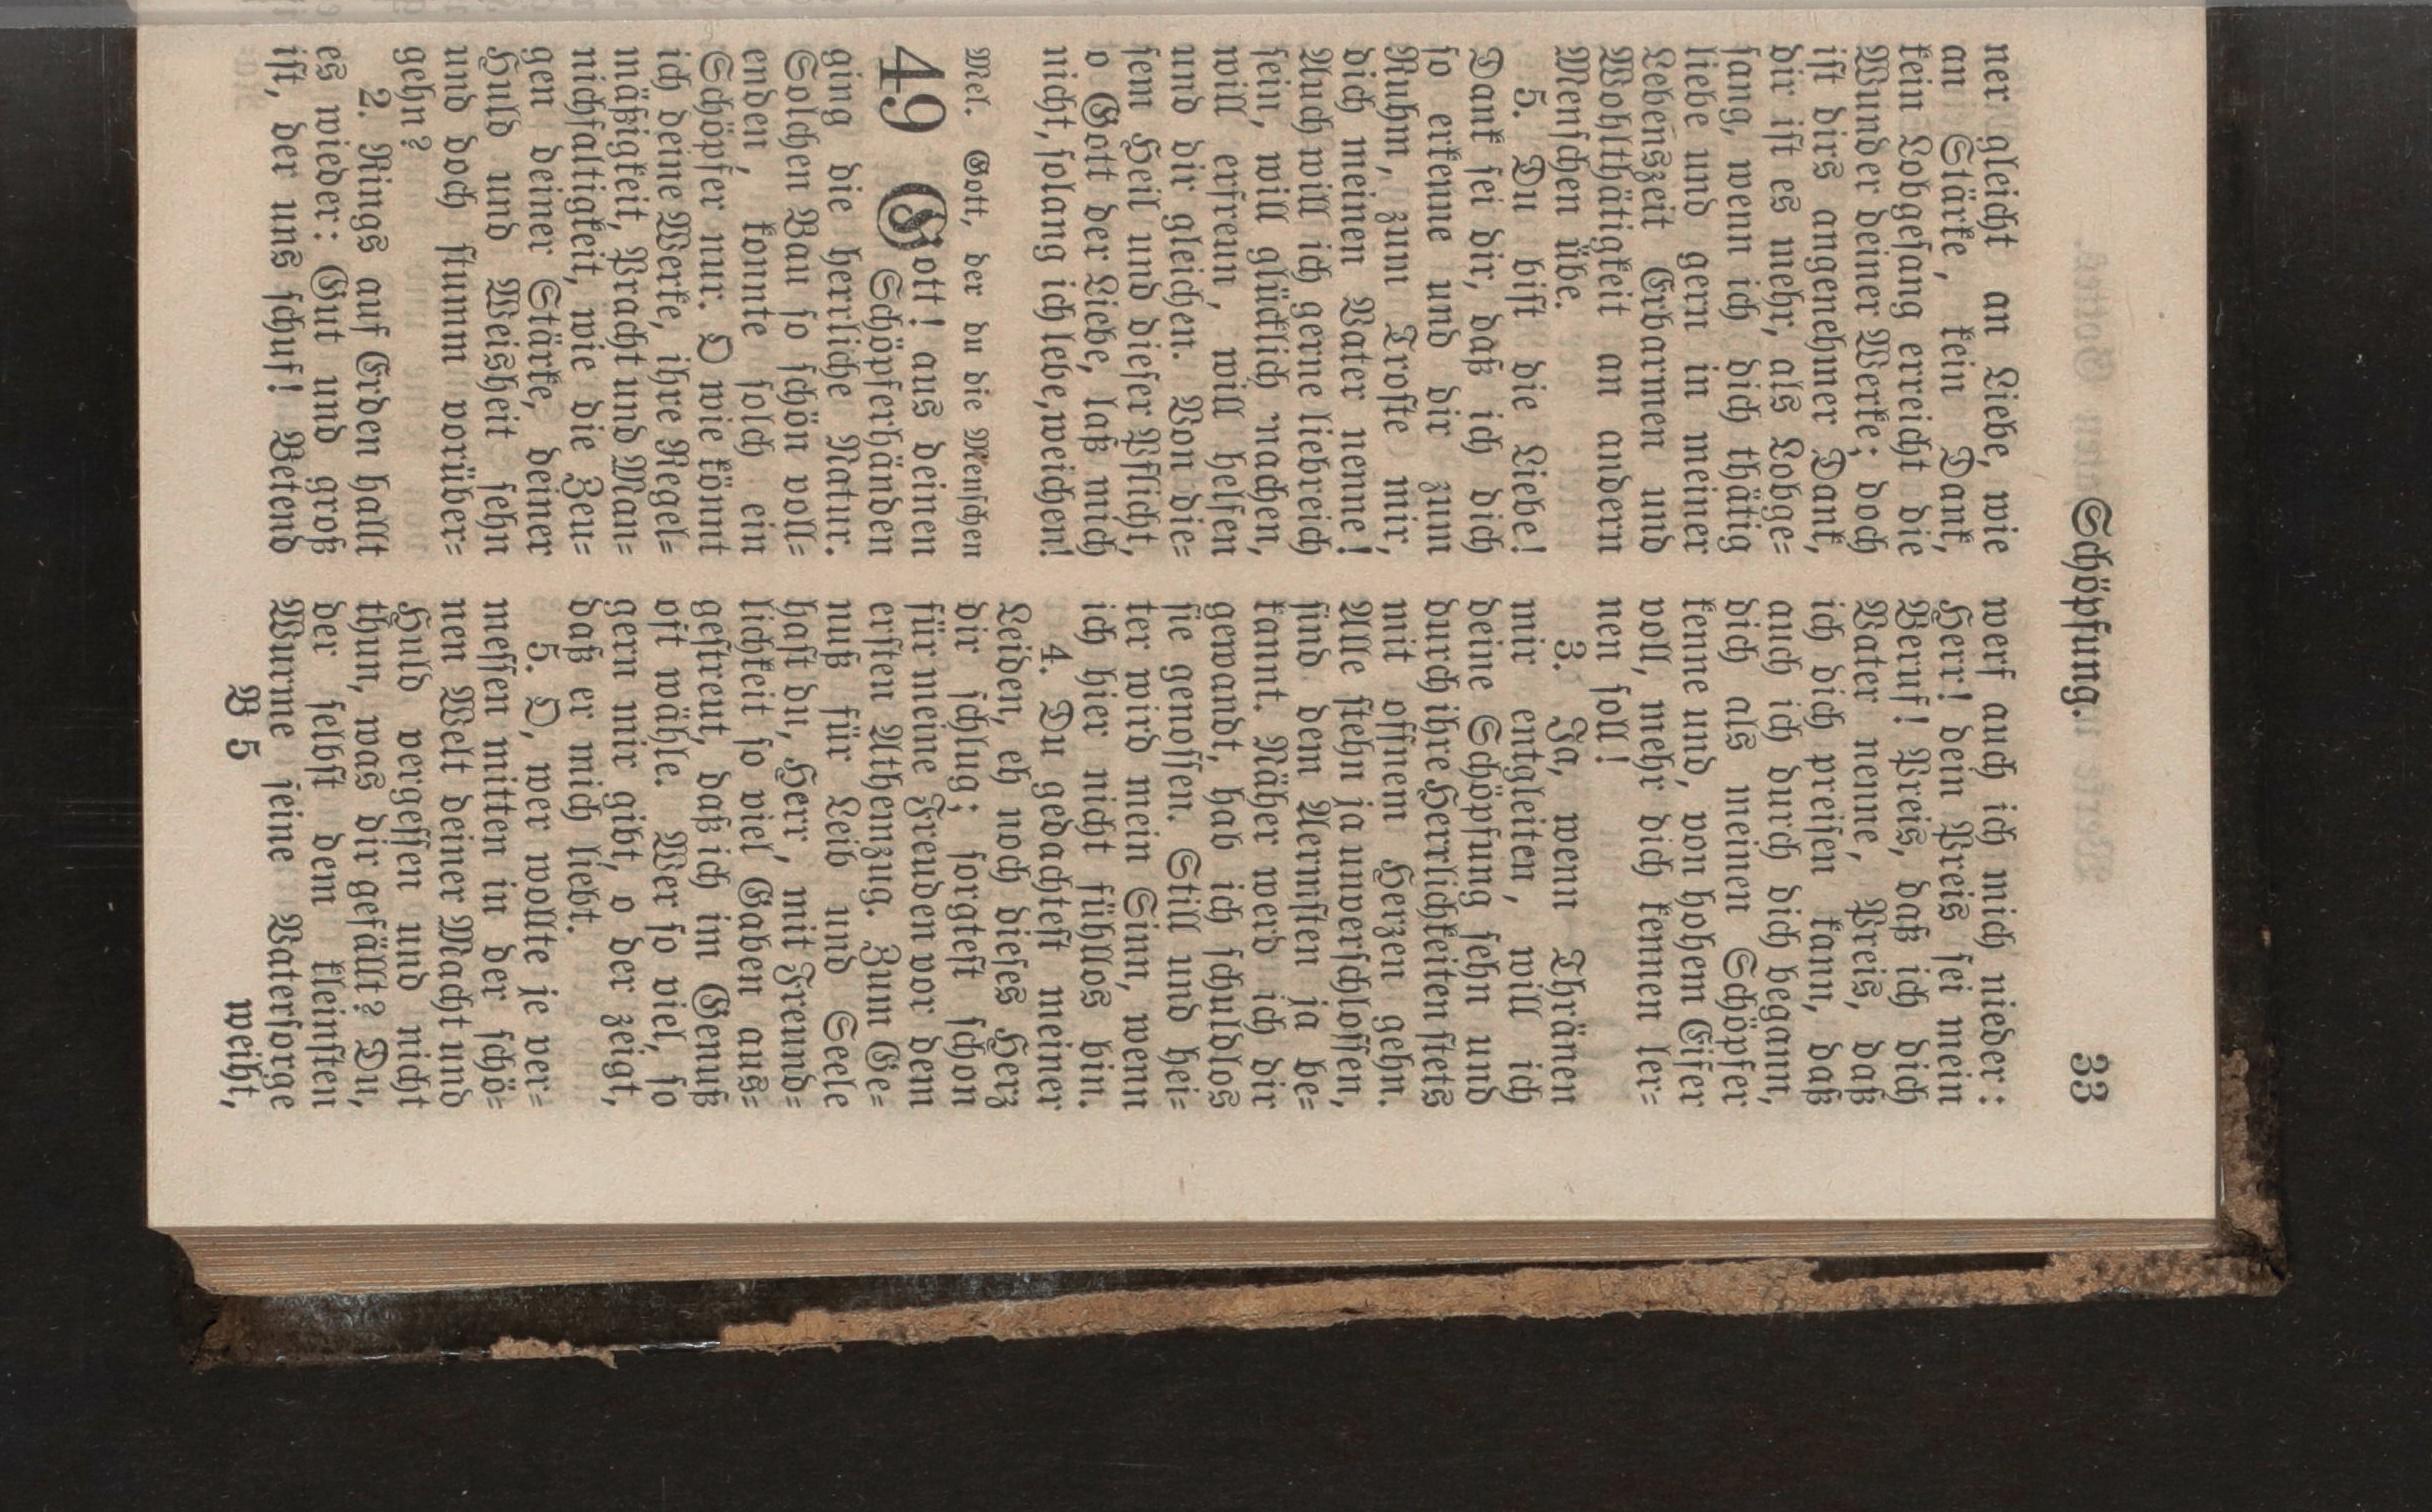 Schöpfung. 33
ner gleicht an Liebe, wie
an Stärke, kein Dank,
kein Lobgesang erreicht die
Wunder deiner Werke; doch
ist dirs angenehmer Dank,
dir ist es mehr, als Lobge-
sang, wenn ich dich thätig
liebe und gern in meiner
Lebenszeit Erbarmen und
Wohlthätigkeit an andern
Menschen übe.
5. Du bist die Liebe!
Dank sei dir, daß ich dich
so erkenne und dir zum
Ruhm, zum Troste mir,
dich meinen Vater nenne!
Auch will ich gerne liebreich
sein, will glücklich machen,
will erfreun, will helfen
und dir gleichen. Von die-
sem Heil und dieser Pflicht,
o Gott der Liebe, laß mich
nicht, solang ich lebe, weichen!
Mel. Gott, der du die Menschen
49 Gott! aus deinen
Schöpferhänden
ging die herrliche Natur.
Solchen Bau so schön voll-
enden, konnte solch ein
Schöpfer nur. O wie könnt
ich deine Werke, ihre Regel-
mäßigkeit, Pracht und Man-
nichfaltigkeit, wie die Zeu-
gen deiner Stärke, deiner
Huld und Weisheit sehn
und doch stumm vorüber-
gehn?
2. Rings auf Erden hallt
es wieder: Gut und groß
ist, der uns schuf! Betend
werf auch ich mich nieder:
Herr! dein Preis sei mein
Beruf! Preis, daß ich dich
Vater nenne, Preis, daß
ich dich preisen kann, daß
auch ich durch dich begann,
dich als meinen Schöpfer
kenne und, von hohem Eifer
voll, mehr dich kennen ler-
nen soll!
3. Ja, wenn Thränen
mir entgleiten, will ich
deine Schöpfung sehn und
durch ihre Herrlichkeiten stets
mit offnem Herzen gehn.
Alle stehn ja unverschlossen,
sind dem Aermsten ja be-
kannt. Näher werd ich dir
gewandt, hab ich schuldlos
sie genossen. Still und hei-
ter wird mein Sinn, wenn
ich hier nicht fühllos bin.
4. Du gedachtest meiner
Leiden, eh noch dieses Herz
dir schlug; sorgtest schon
für meine Freuden vor dem
ersten Athemzug. Zum Ge-
nuß für Leib und Seele
hast du, Herr, mit Freund-
lichkeit so viel Gaben aus-
gestreut, daß ich im Genuß
oft wähle. Wer so viel, so
gern mir gibt, o der zeigt,
daß er mich liebt.
5. O, wer wollte je ver-
messen mitten in der schö-
nen Welt deiner Macht und
Huld vergessen und nicht
thun, was dir gefällt? Du,
der selbst dem kleinsten
Wurme seine Vatersorge
B 5 weiht,